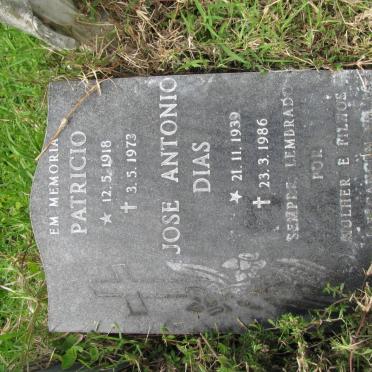 EM MEMORIA
PATRICIO
* 12.5.1918
✝ 3.5.1973
JOSE ANTONIO
DIAS
* 21.11.1939
✝ 23.3.1986
SEMPRE LEMBRADO
POR
MULHER E FILHOS